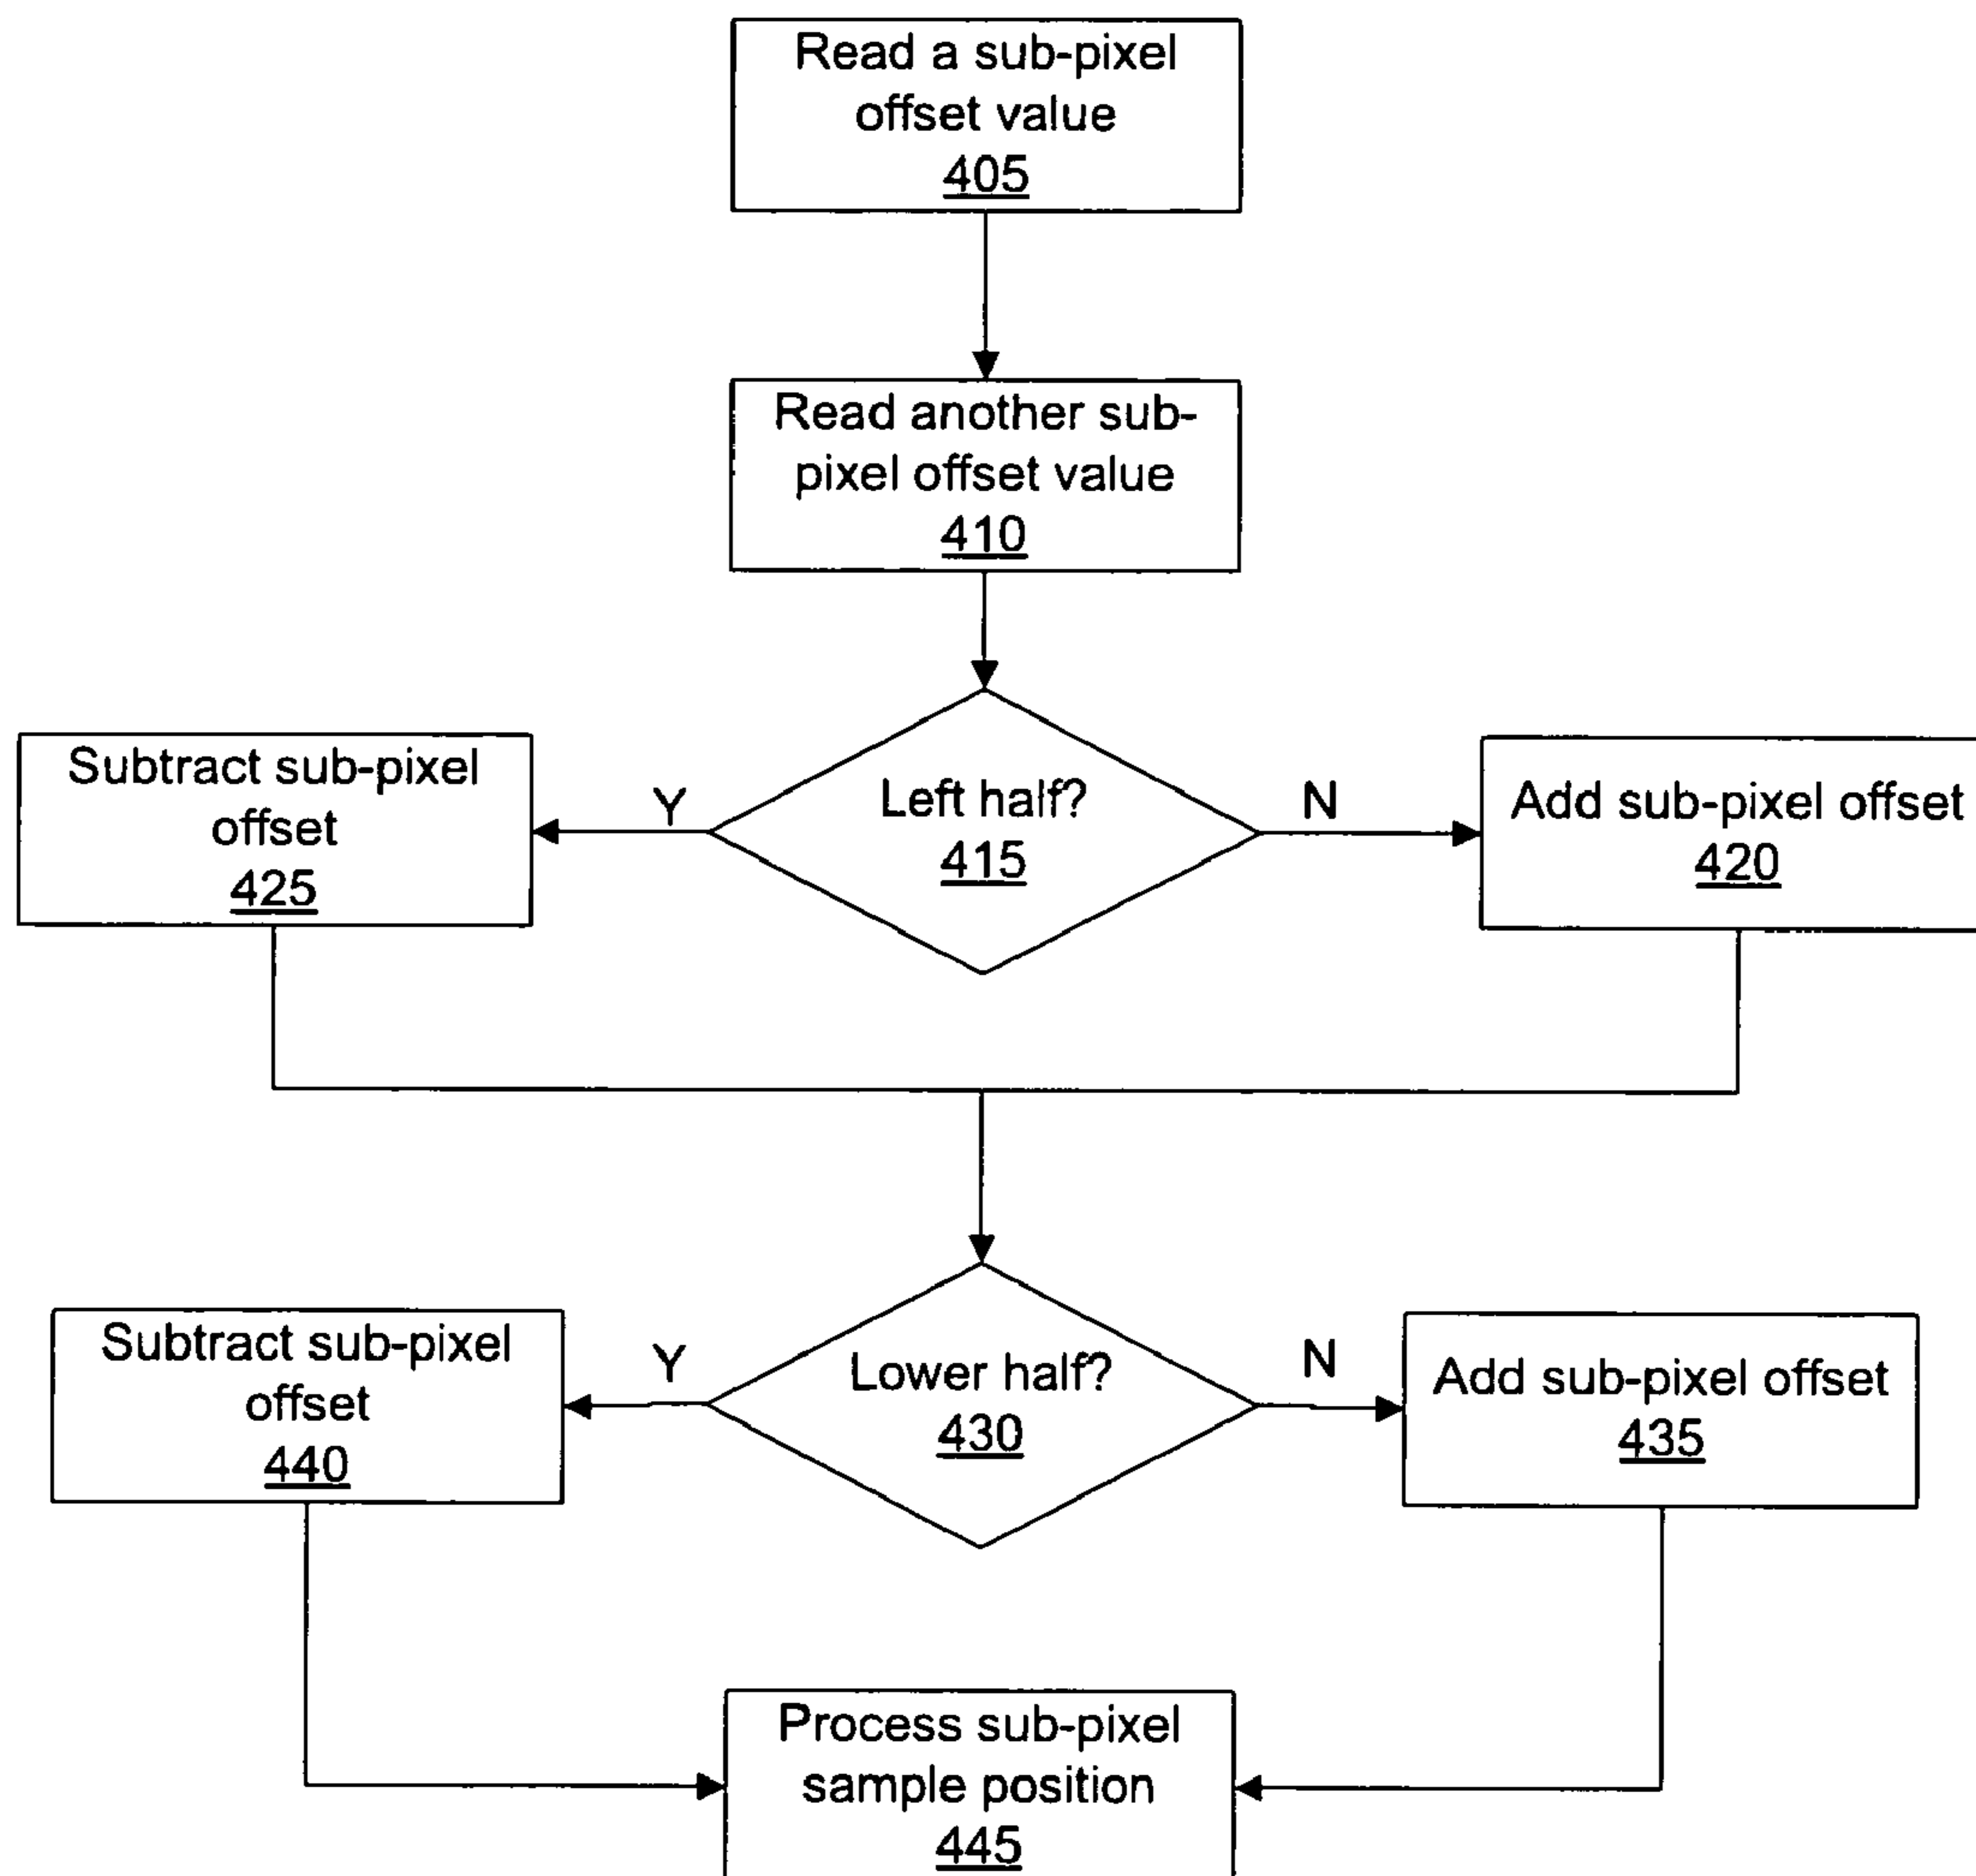 Read a sub-pixel
offset value
405
Read another sub-
pixel offset value
410
Subtract sub-pixel
offset
425
Y
Left half?
415
N
Add sub-pixel offset
420
Subtract sub-pixel
offset
440
Y
Lower half?
430
N
Add sub-pixel offset
435
Process sub-pixel
sample position
445